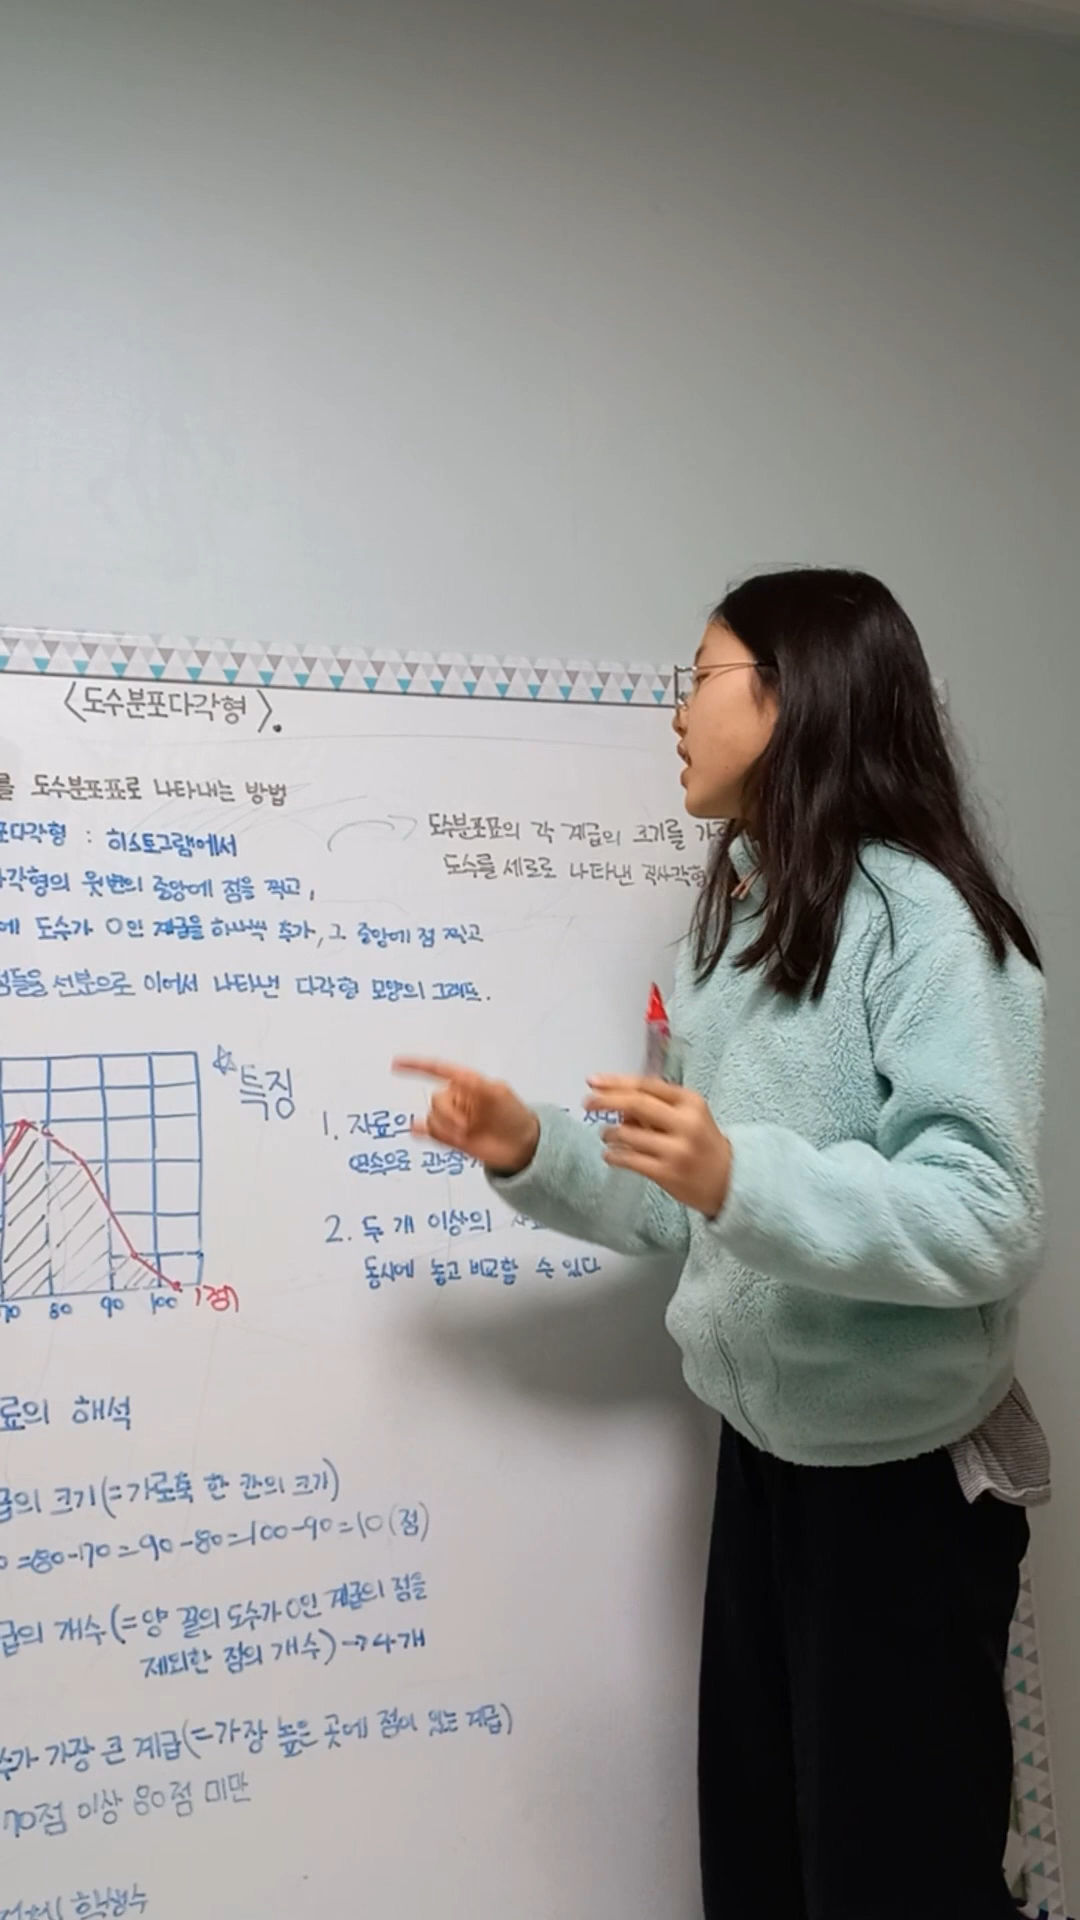 <도수분포다각형>.
를 도수분포표로 나타내는 방법
포다각형 : 히스토그램에서
사각형의 윗변의 중앙에 점을 찍고,
에 도수가 0인 계급을 하나씩 추가, 그 중앙에 점 찍고
점들을 선분으로 이어서 나타낸 다각형 모양의 그래프.
도수분포표의 각 계급의 크기를 가로
도수를 세로로 나타낸 직사각형
☆특징
1. 자료의
연속으로 관찰
2. 두 개 이상의 자료
동시에 놓고 비교할 수 있다
70 80 90 100 (점)
료의 해석
급의 크기(=가로축 한 칸의 크기)
0=80-70=90-80=100-90=10(점)
급의 개수(=양 끝의 도수가 0인 계급의 점을
제외한 점의 개수)→4개
수가 가장 큰 계급(=가장 높은 곳에 점이 있는 계급)
70점 이상 80점 미만
전체 학생수